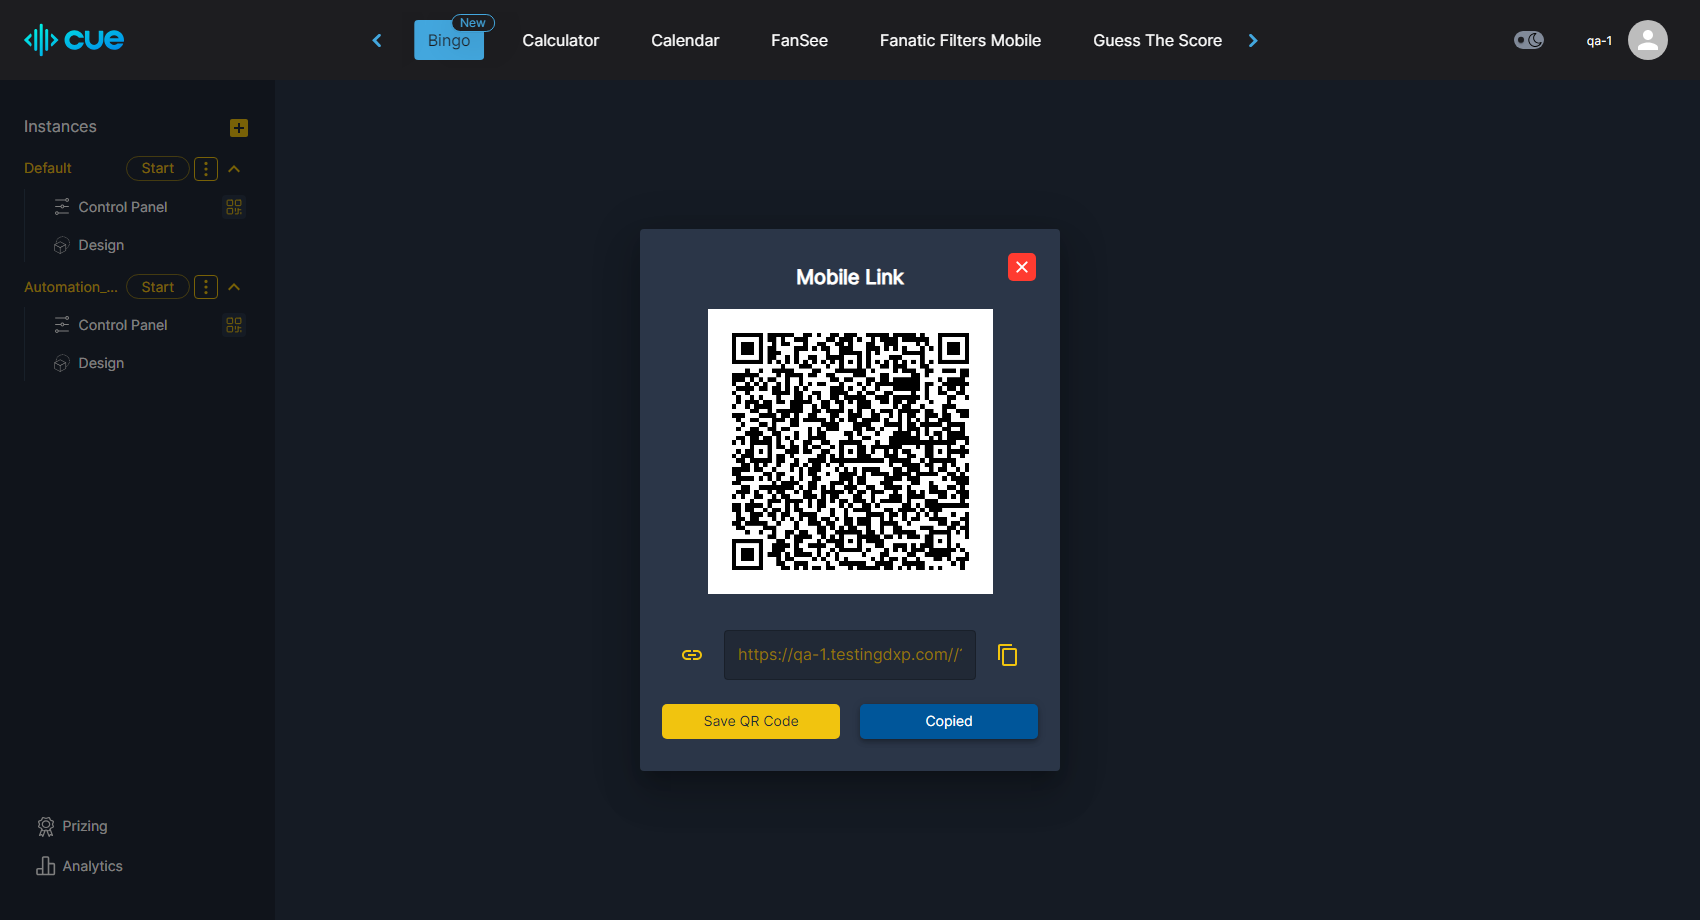 cue
New
Bingo
Calculator
Calendar
FanSee
Fanatic Filters Mobile
Guess The Score
qa-1
Instances
Default
Start
Control Panel
Design
Automation_...
Start
Control Panel
Design
Prizing
Analytics
Mobile Link
https://qa-1.testingdxp.com//
Save QR Code
Copied